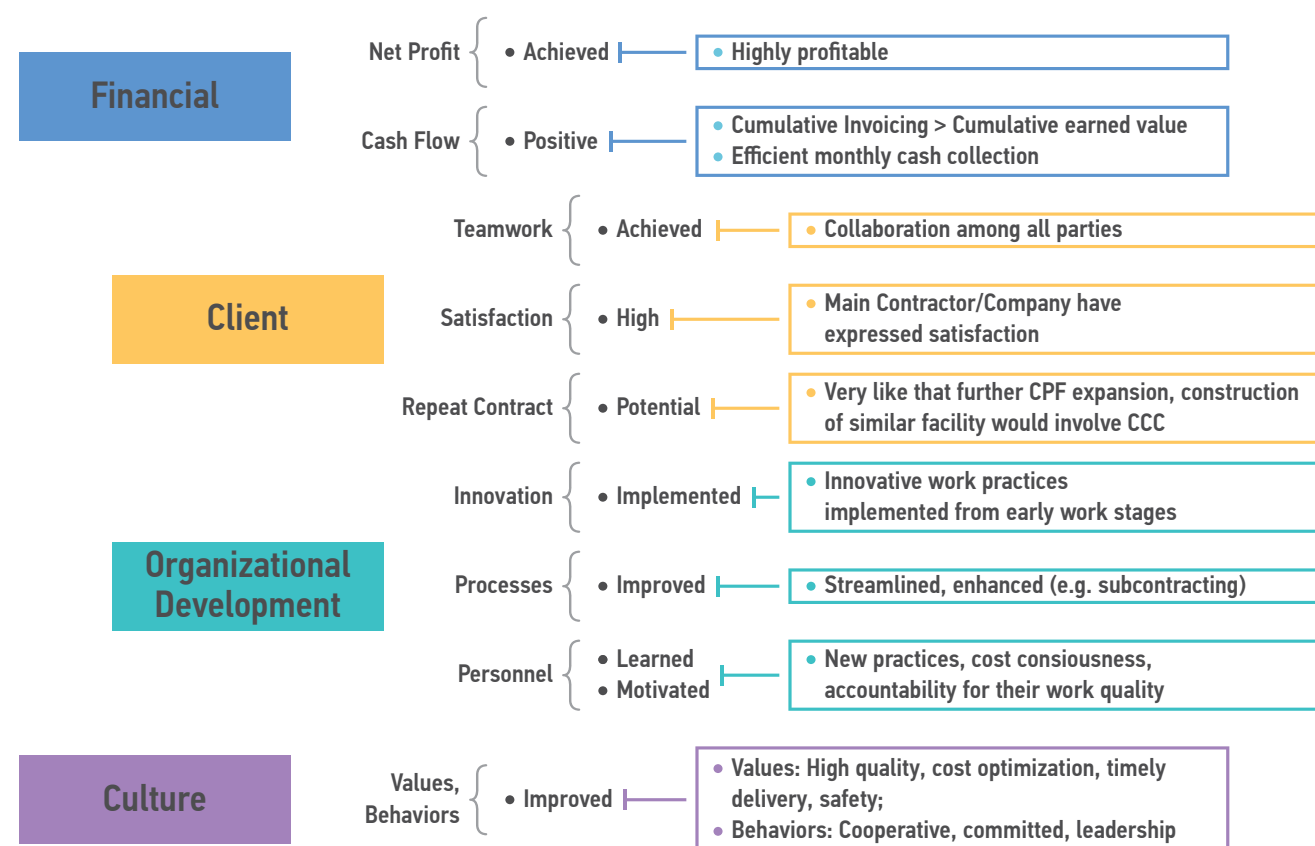 Financial
Net Profit
• Achieved
• Highly profitable
Cash Flow
• Positive
• Cumulative Invoicing > Cumulative earned value
• Efficient monthly cash collection
Client
Teamwork
• Achieved
• Collaboration among all parties
Satisfaction
• High
• Main Contractor/Company have
expressed satisfaction
Repeat Contract
• Potential
• Very like that further CPF expansion, construction
of similar facility would involve CCC
Organizational
Development
Innovation
• Implemented
• Innovative work practices
implemented from early work stages
Processes
• Improved
• Streamlined, enhanced (e.g. subcontracting)
Personnel
• Learned
• Motivated
• New practices, cost consiousness,
accountability for their work quality
Culture
Values,
Behaviors
• Improved
• Values: High quality, cost optimization, timely
delivery, safety;
• Behaviors: Cooperative, committed, leadership